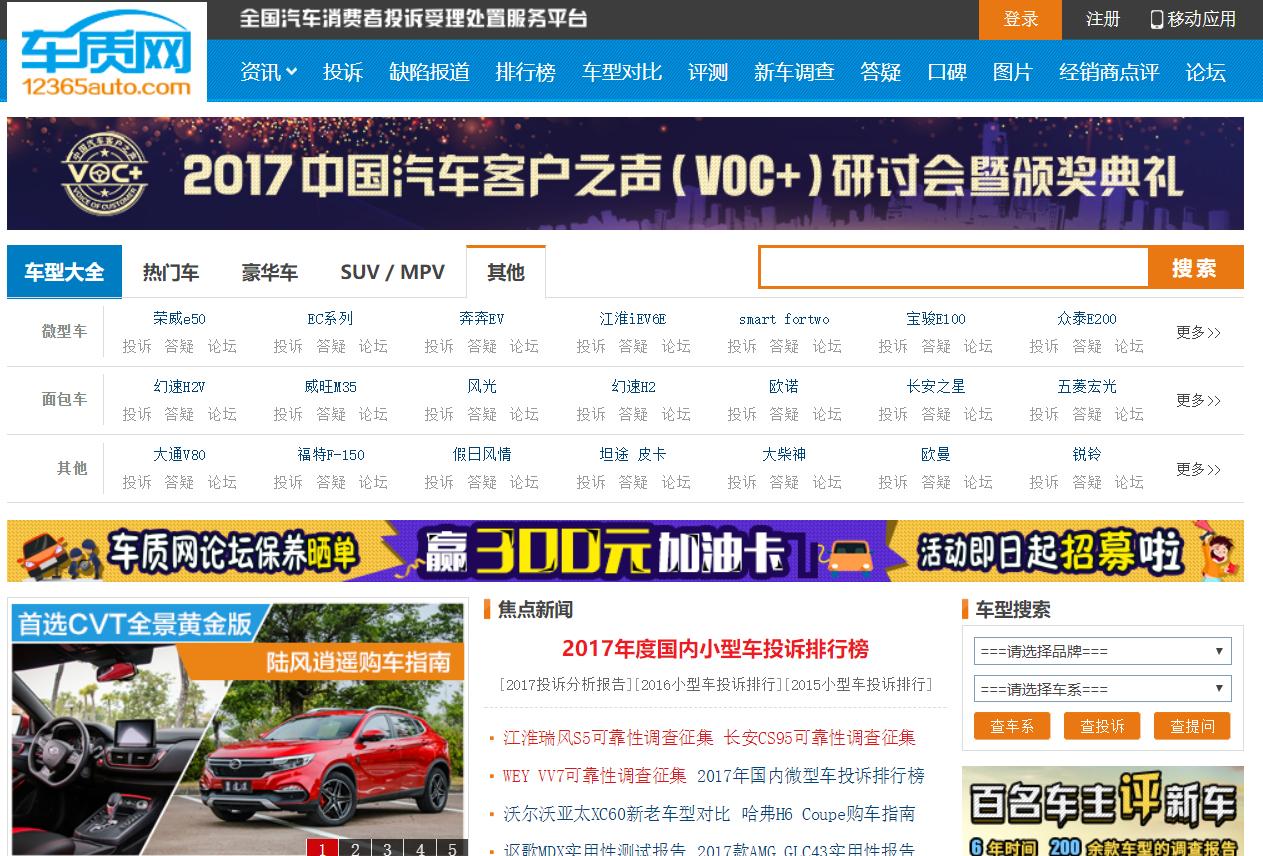 全国汽车消费者投诉受理处置服务平台
登录 注册 移动应用
车质网
12365auto.com
资讯 投诉 缺陷报道 排行榜 车型对比 评测 新车调查 答疑 口碑 图片 经销商点评 论坛
中国汽车客户之声
VOC+
VOICE OF CUSTOMER
2017中国汽车客户之声(VOC+)研讨会暨颁奖典礼
车型大全 热门车 豪华车 SUV / MPV 其他 搜索
微型车
荣威e50 EC系列 奔奔EV 江淮iEV6E smart fortwo 宝骏E100 众泰E200 更多>>
投诉 答疑 论坛 投诉 答疑 论坛 投诉 答疑 论坛 投诉 答疑 论坛 投诉 答疑 论坛 投诉 答疑 论坛 投诉 答疑 论坛
面包车
幻速H2V 威旺M35 风光 幻速H2 欧诺 长安之星 五菱宏光 更多>>
投诉 答疑 论坛 投诉 答疑 论坛 投诉 答疑 论坛 投诉 答疑 论坛 投诉 答疑 论坛 投诉 答疑 论坛 投诉 答疑 论坛
其他
大通V80 福特F-150 假日风情 坦途 皮卡 大柴神 欧曼 锐铃 更多>>
投诉 答疑 论坛 投诉 答疑 论坛 投诉 答疑 论坛 投诉 答疑 论坛 投诉 答疑 论坛 投诉 答疑 论坛 投诉 答疑 论坛
车质网论坛保养晒单 赢300元加油卡 活动即日起招募啦
首选CVT全景黄金版
陆风逍遥购车指南
1 2 3 4 5
焦点新闻
2017年度国内小型车投诉排行榜
[2017投诉分析报告][2016小型车投诉排行][2015小型车投诉排行]
江淮瑞风S5可靠性调查征集 长安CS95可靠性调查征集
WEY VV7可靠性调查征集 2017年国内微型车投诉排行榜
沃尔沃亚太XC60新老车型对比 哈弗H6 Coupe购车指南
讴歌MDX实用性测试报告 2017款AMG GLC43实用性报告
车型搜索
===请选择品牌===
===请选择车系===
查车系 查投诉 查提问
百名车主评新车
6年时间 200余款车型的调查报告